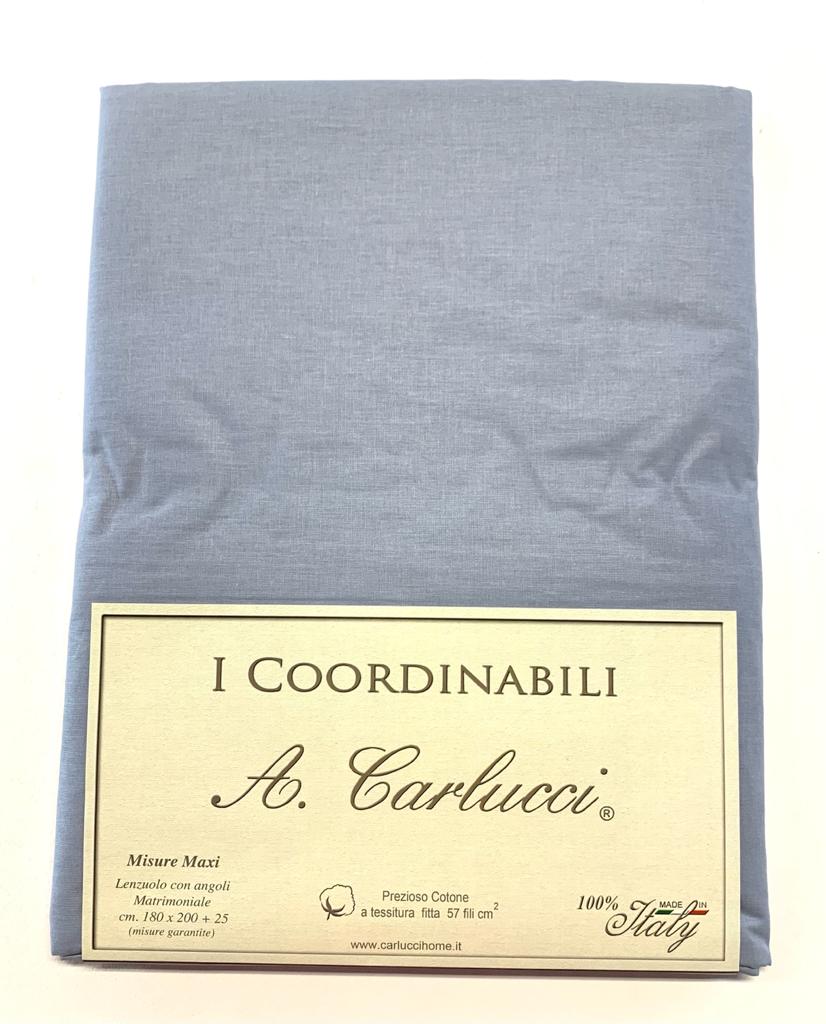 I COORDINABILI
A. Carlucci®
Misure Maxi
Lenzuolo con angoli
Matrimoniale
cm. 180 x 200 + 25
(misure garantite)
Prezioso Cotone
a tessitura fitta 57 fili cm²
www.carluccihome.it
100% MADE IN
Italy